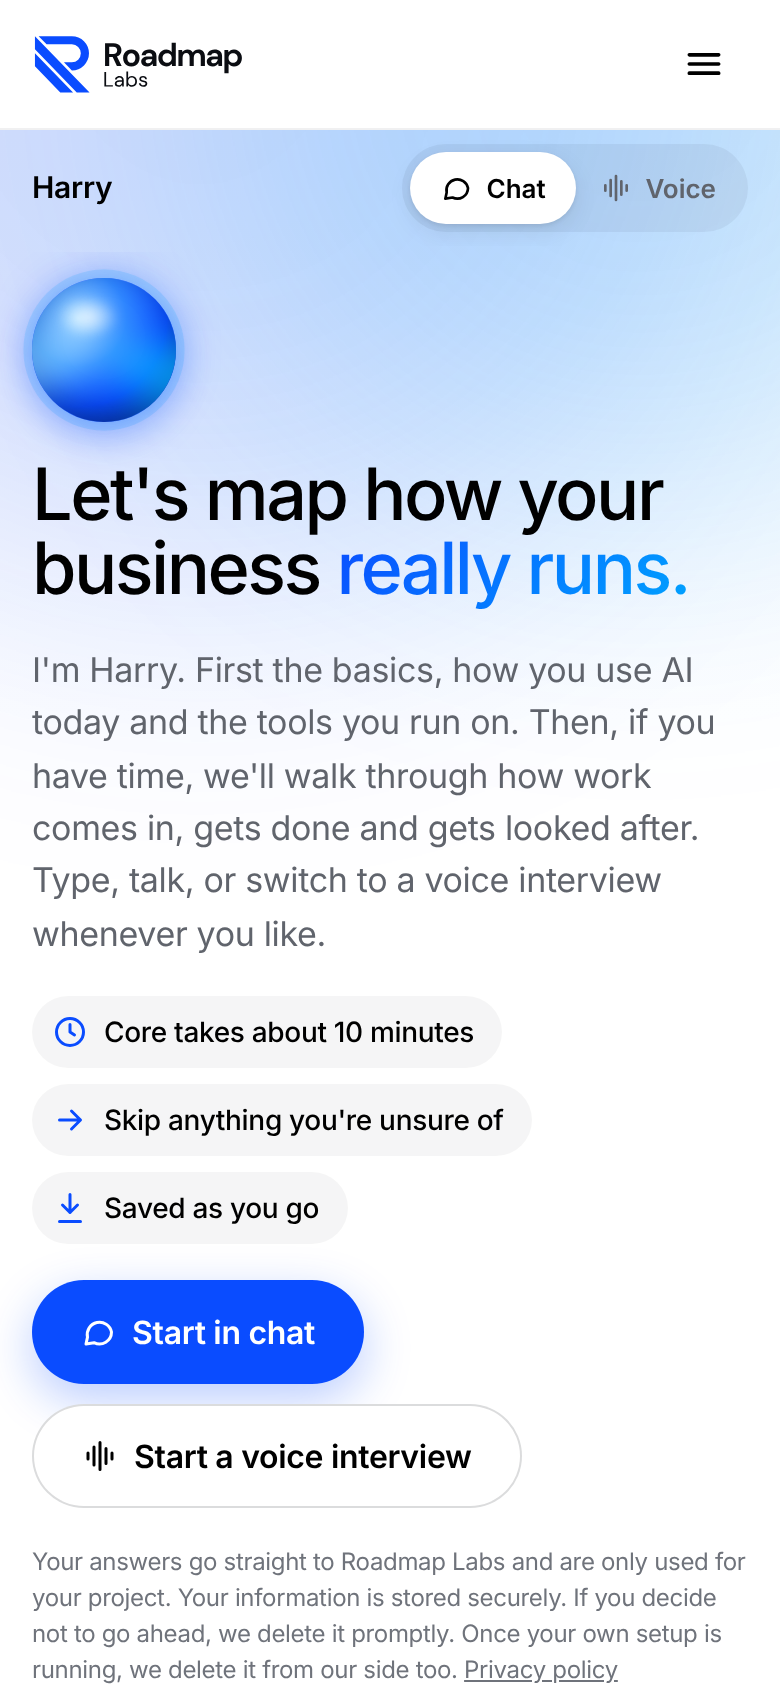 Roadmap
Labs
Harry
Chat
Voice
Let's map how your
business really runs.
I'm Harry. First the basics, how you use AI
today and the tools you run on. Then, if you
have time, we'll walk through how work
comes in, gets done and gets looked after.
Type, talk, or switch to a voice interview
whenever you like.
Core takes about 10 minutes
Skip anything you're unsure of
Saved as you go
Start in chat
Start a voice interview
Your answers go straight to Roadmap Labs and are only used for
your project. Your information is stored securely. If you decide
not to go ahead, we delete it promptly. Once your own setup is
running, we delete it from our side too. Privacy policy